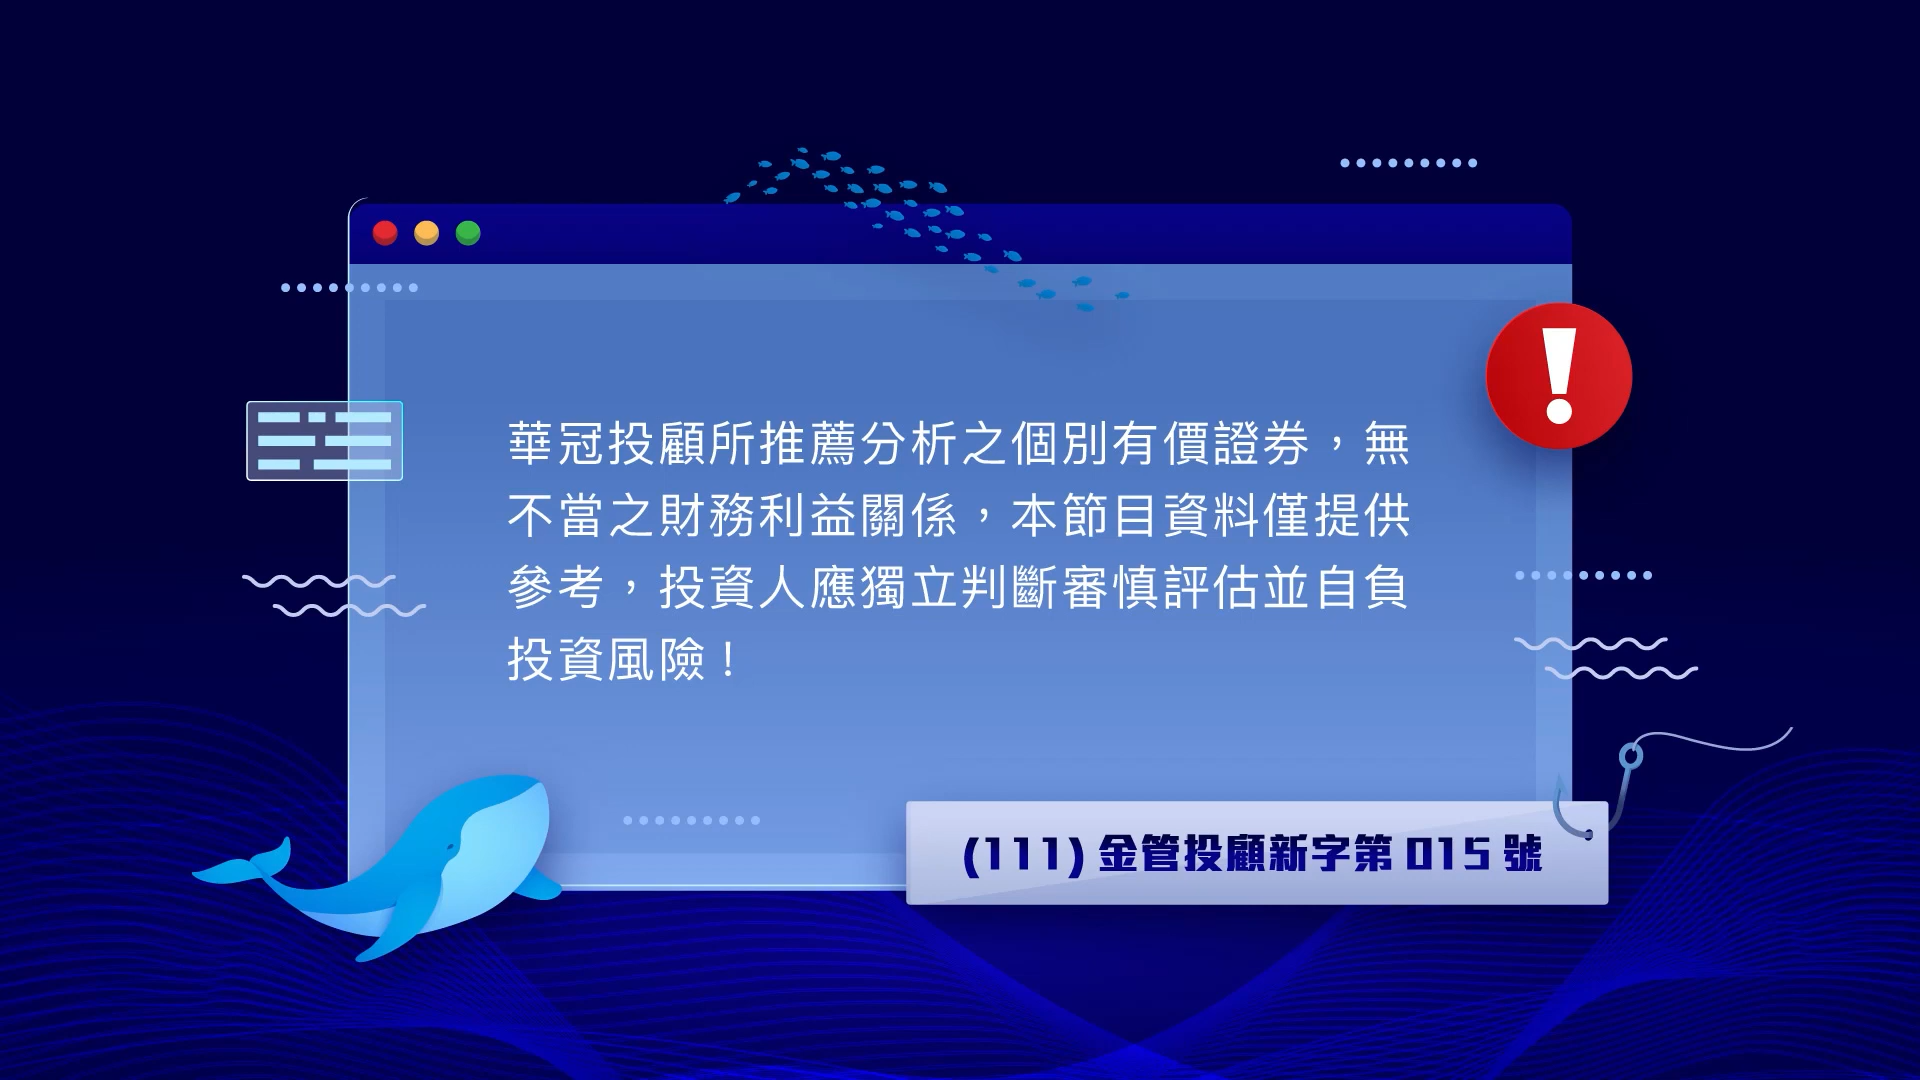 華冠投顧所推薦分析之個別有價證券，無
不當之財務利益關係，本節目資料僅提供
參考，投資人應獨立判斷審慎評估並自負
投資風險！
(111) 金管投顧新字第 015 號